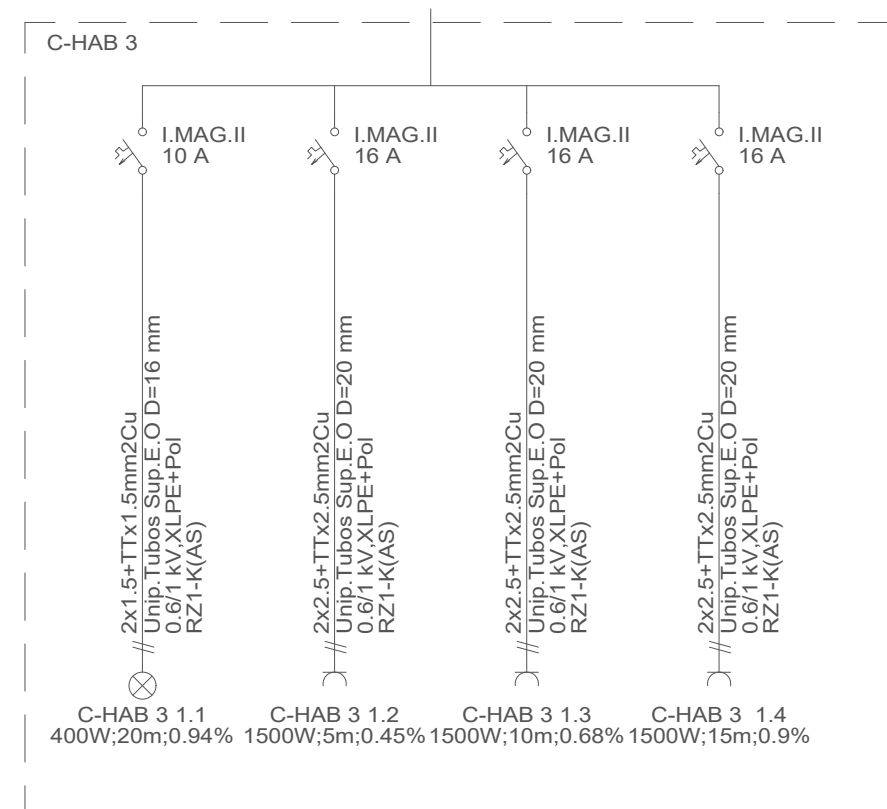 C-HAB 3
I.MAG.II
10 A
I.MAG.II
16 A
I.MAG.II
16 A
I.MAG.II
16 A
2x1.5+TTx1.5mm2Cu
Unip.Tubos Sup.E.O D=16 mm
0.6/1 kV,XLPE+Pol
RZ1-K(AS)
2x2.5+TTx2.5mm2Cu
Unip.Tubos Sup.E.O D=20 mm
0.6/1 kV,XLPE+Pol
RZ1-K(AS)
2x2.5+TTx2.5mm2Cu
Unip.Tubos Sup.E.O D=20 mm
0.6/1 kV,XLPE+Pol
RZ1-K(AS)
2x2.5+TTx2.5mm2Cu
Unip.Tubos Sup.E.O D=20 mm
0.6/1 kV,XLPE+Pol
RZ1-K(AS)
C-HAB 3 1.1
400W;20m;0.94%
C-HAB 3 1.2
1500W;5m;0.45%
C-HAB 3 1.3
1500W;10m;0.68%
C-HAB 3 1.4
1500W;15m;0.9%